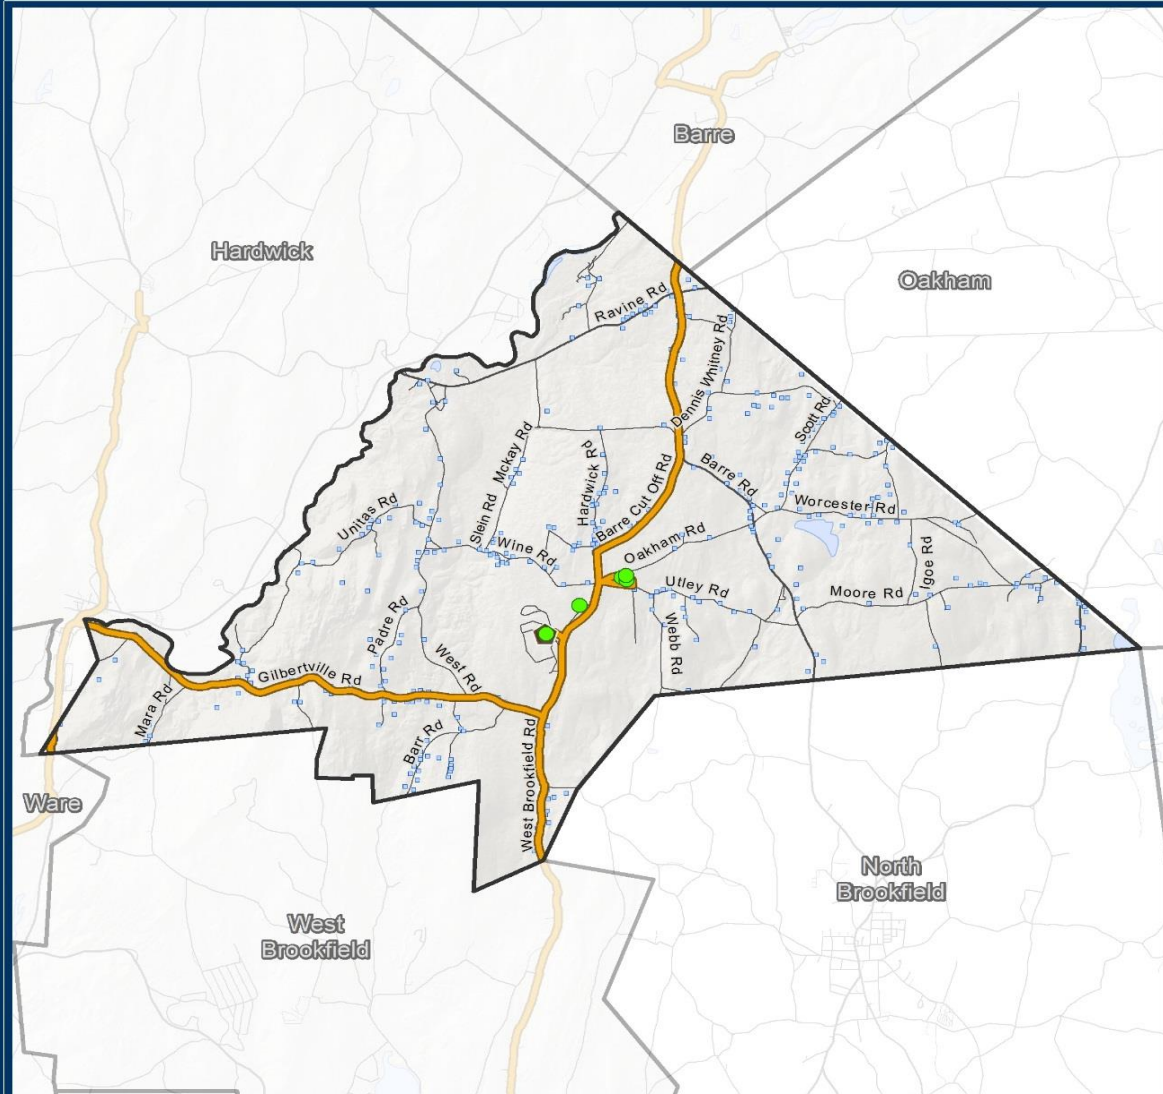 Barre
Hardwick
Oakham
Ravine Rd
Dennis Whitney Rd
Scott Rd
Mckay Rd
Hardwick Rd
Barre Cut Off Rd
Barre Rd
Unitas Rd
Stein Rd
Worcester Rd
Wine Rd
Oakham Rd
Igoe Rd
Utley Rd
Moore Rd
Padre Rd
Webb Rd
West Rd
Gilbertville Rd
Mara Rd
Barr Rd
West Brookfield Rd
Ware
North
Brookfield
West
Brookfield